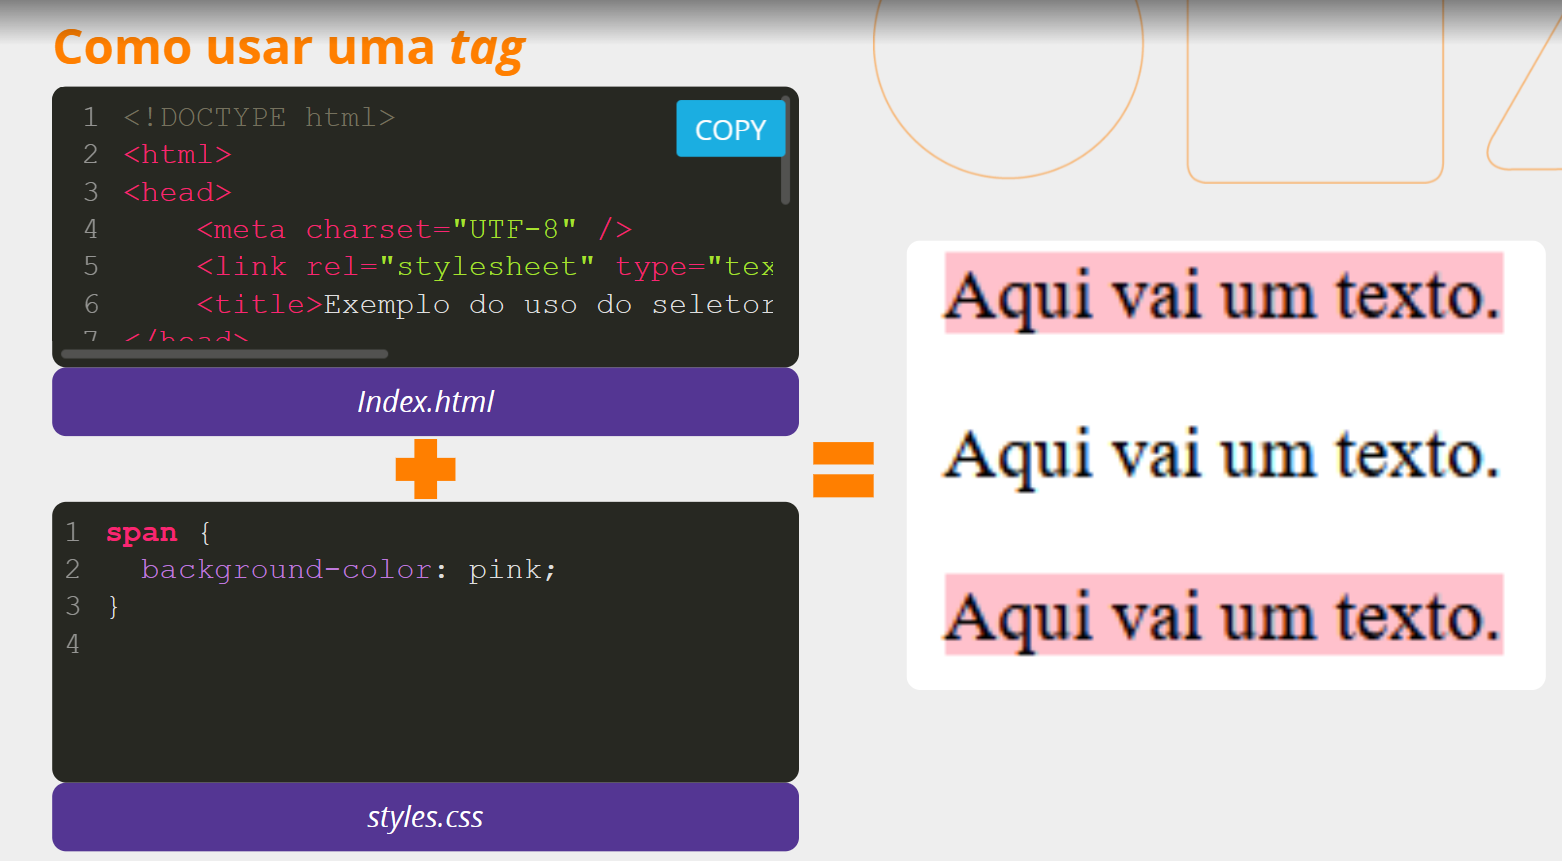 Como usar uma tag
COPY
1 <!DOCTYPE html>
2 <html>
3 <head>
4     <meta charset="UTF-8" />
5     <link rel="stylesheet" type="tex
6     <title>Exemplo do uso do seletor
7 </head>
Index.html
1 span {
2   background-color: pink;
3 }
4
styles.css
Aqui vai um texto.
Aqui vai um texto.
Aqui vai um texto.